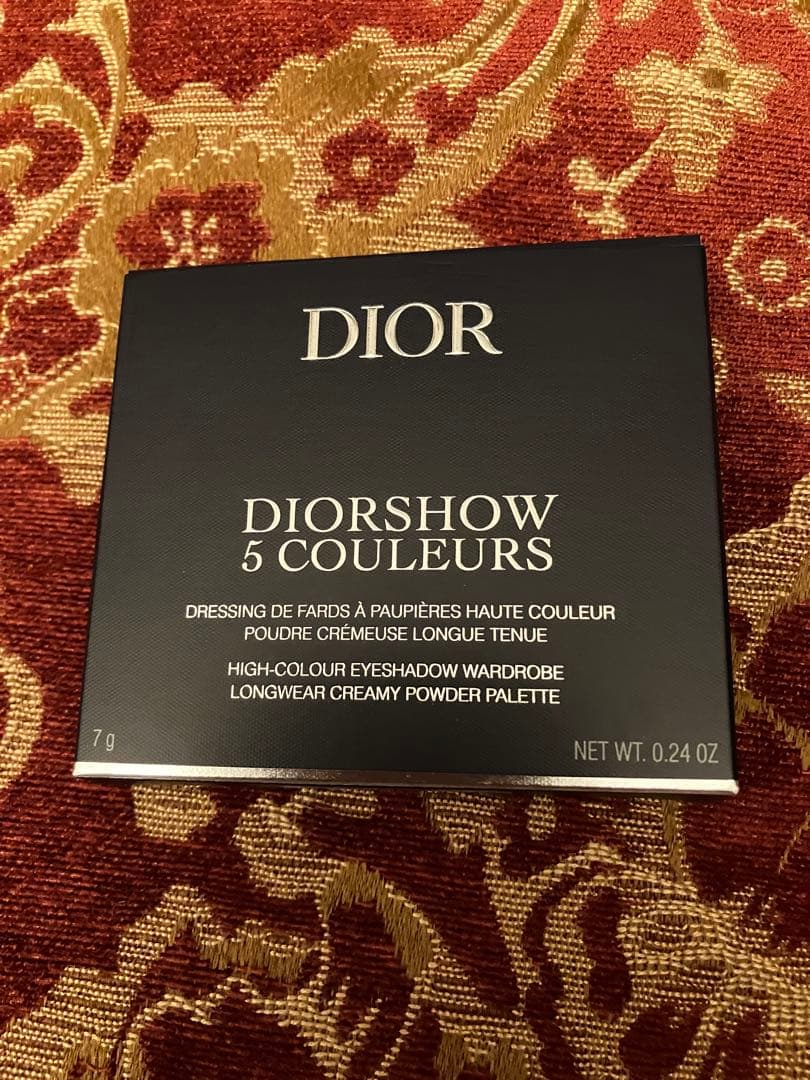 DIOR
DIORSHOW
5 COULEURS
DRESSING DE FARDS À PAUPIÈRES HAUTE COULEUR
POUDRE CRÉMEUSE LONGUE TENUE
HIGH-COLOUR EYESHADOW WARDROBE
LONGWEAR CREAMY POWDER PALETTE
7 g
NET WT. 0.24 OZ